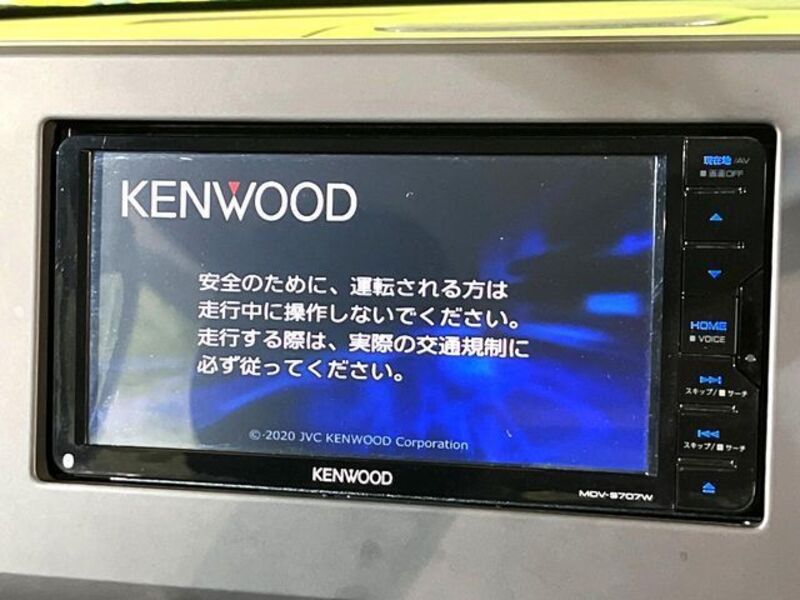 KENWOOD
安全のために、運転される方は
走行中に操作しないでください。
走行する際は、実際の交通規制に
必ず従ってください。
©-2020 JVC KENWOOD Corporation
KENWOOD
MDV-S707W
現在地/AV
■画面OFF
HOME
■VOICE
スキップ/■サーチ
スキップ/■サーチ